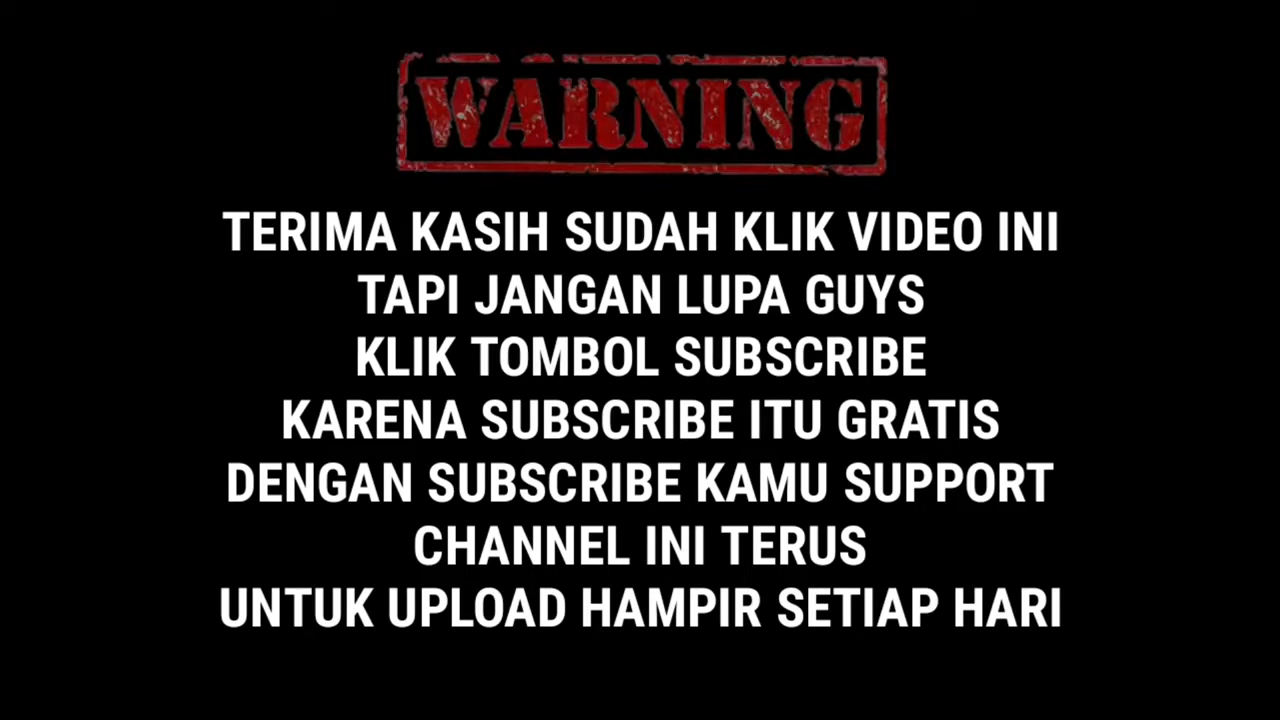 WARNING
TERIMA KASIH SUDAH KLIK VIDEO INI
TAPI JANGAN LUPA GUYS
KLIK TOMBOL SUBSCRIBE
KARENA SUBSCRIBE ITU GRATIS
DENGAN SUBSCRIBE KAMU SUPPORT
CHANNEL INI TERUS
UNTUK UPLOAD HAMPIR SETIAP HARI